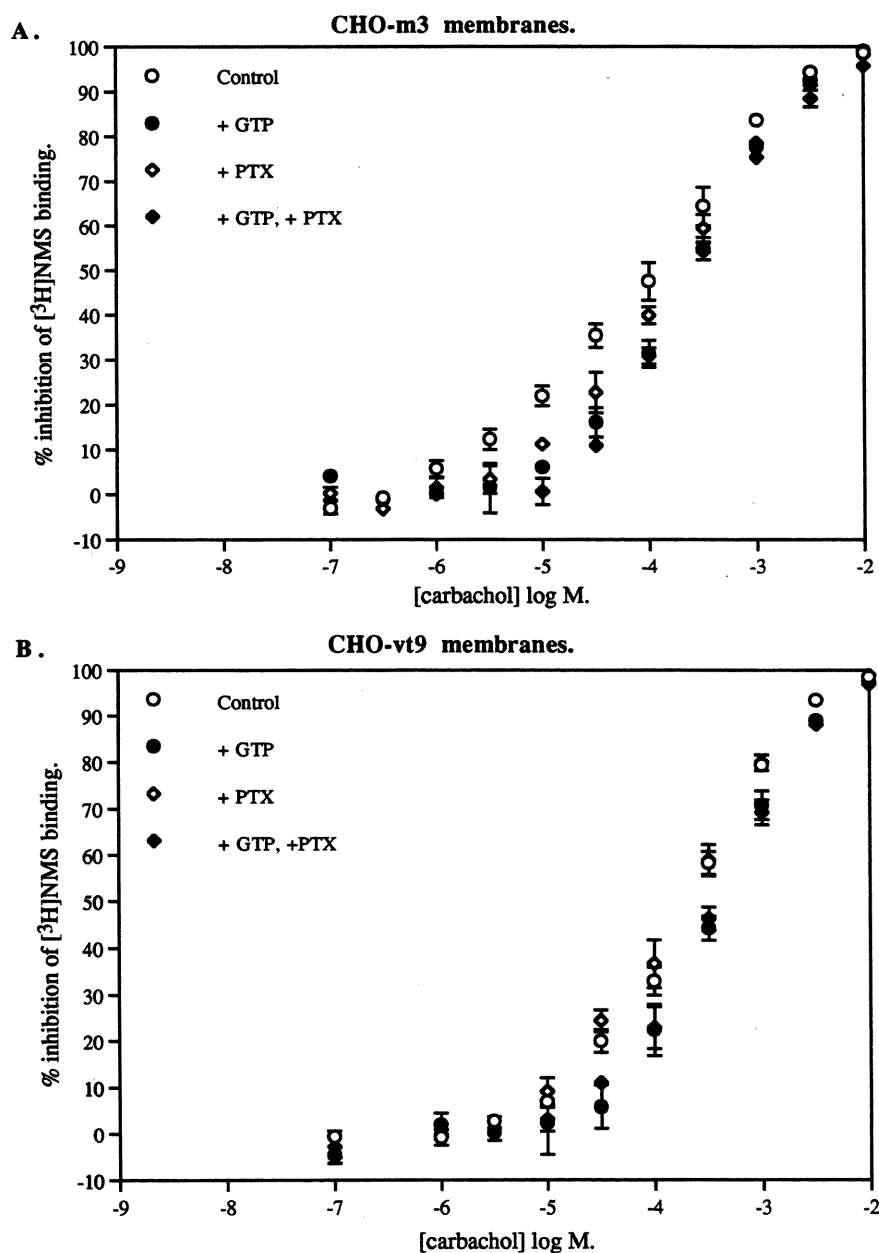 A.
CHO-m3 membranes.
100
90
80
70
60
50
40
30
20
10
0
-10
% inhibition of [³H]NMS binding.
Control
+ GTP
+ PTX
+ GTP, + PTX
-9 -8 -7 -6 -5 -4 -3 -2
[carbachol] log M.
B.
CHO-vt9 membranes.
100
90
80
70
60
50
40
30
20
10
0
-10
% inhibition of [³H]NMS binding.
Control
+ GTP
+ PTX
+ GTP, +PTX
-9 -8 -7 -6 -5 -4 -3 -2
[carbachol] log M.